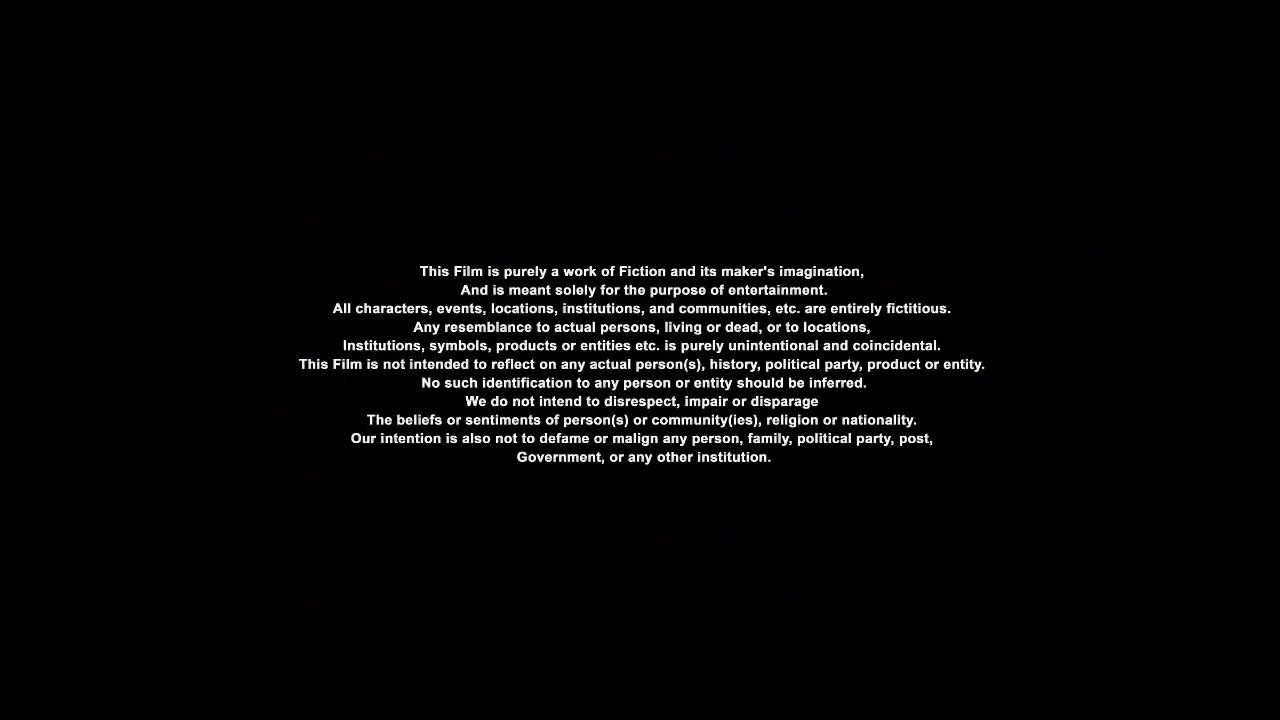 This Film is purely a work of Fiction and its maker's imagination,
And is meant solely for the purpose of entertainment.
All characters, events, locations, institutions, and communities, etc. are entirely fictitious.
Any resemblance to actual persons, living or dead, or to locations,
Institutions, symbols, products or entities etc. is purely unintentional and coincidental.
This Film is not intended to reflect on any actual person(s), history, political party, product or entity.
No such identification to any person or entity should be inferred.
We do not intend to disrespect, impair or disparage
The beliefs or sentiments of person(s) or community(ies), religion or nationality.
Our intention is also not to defame or malign any person, family, political party, post,
Government, or any other institution.